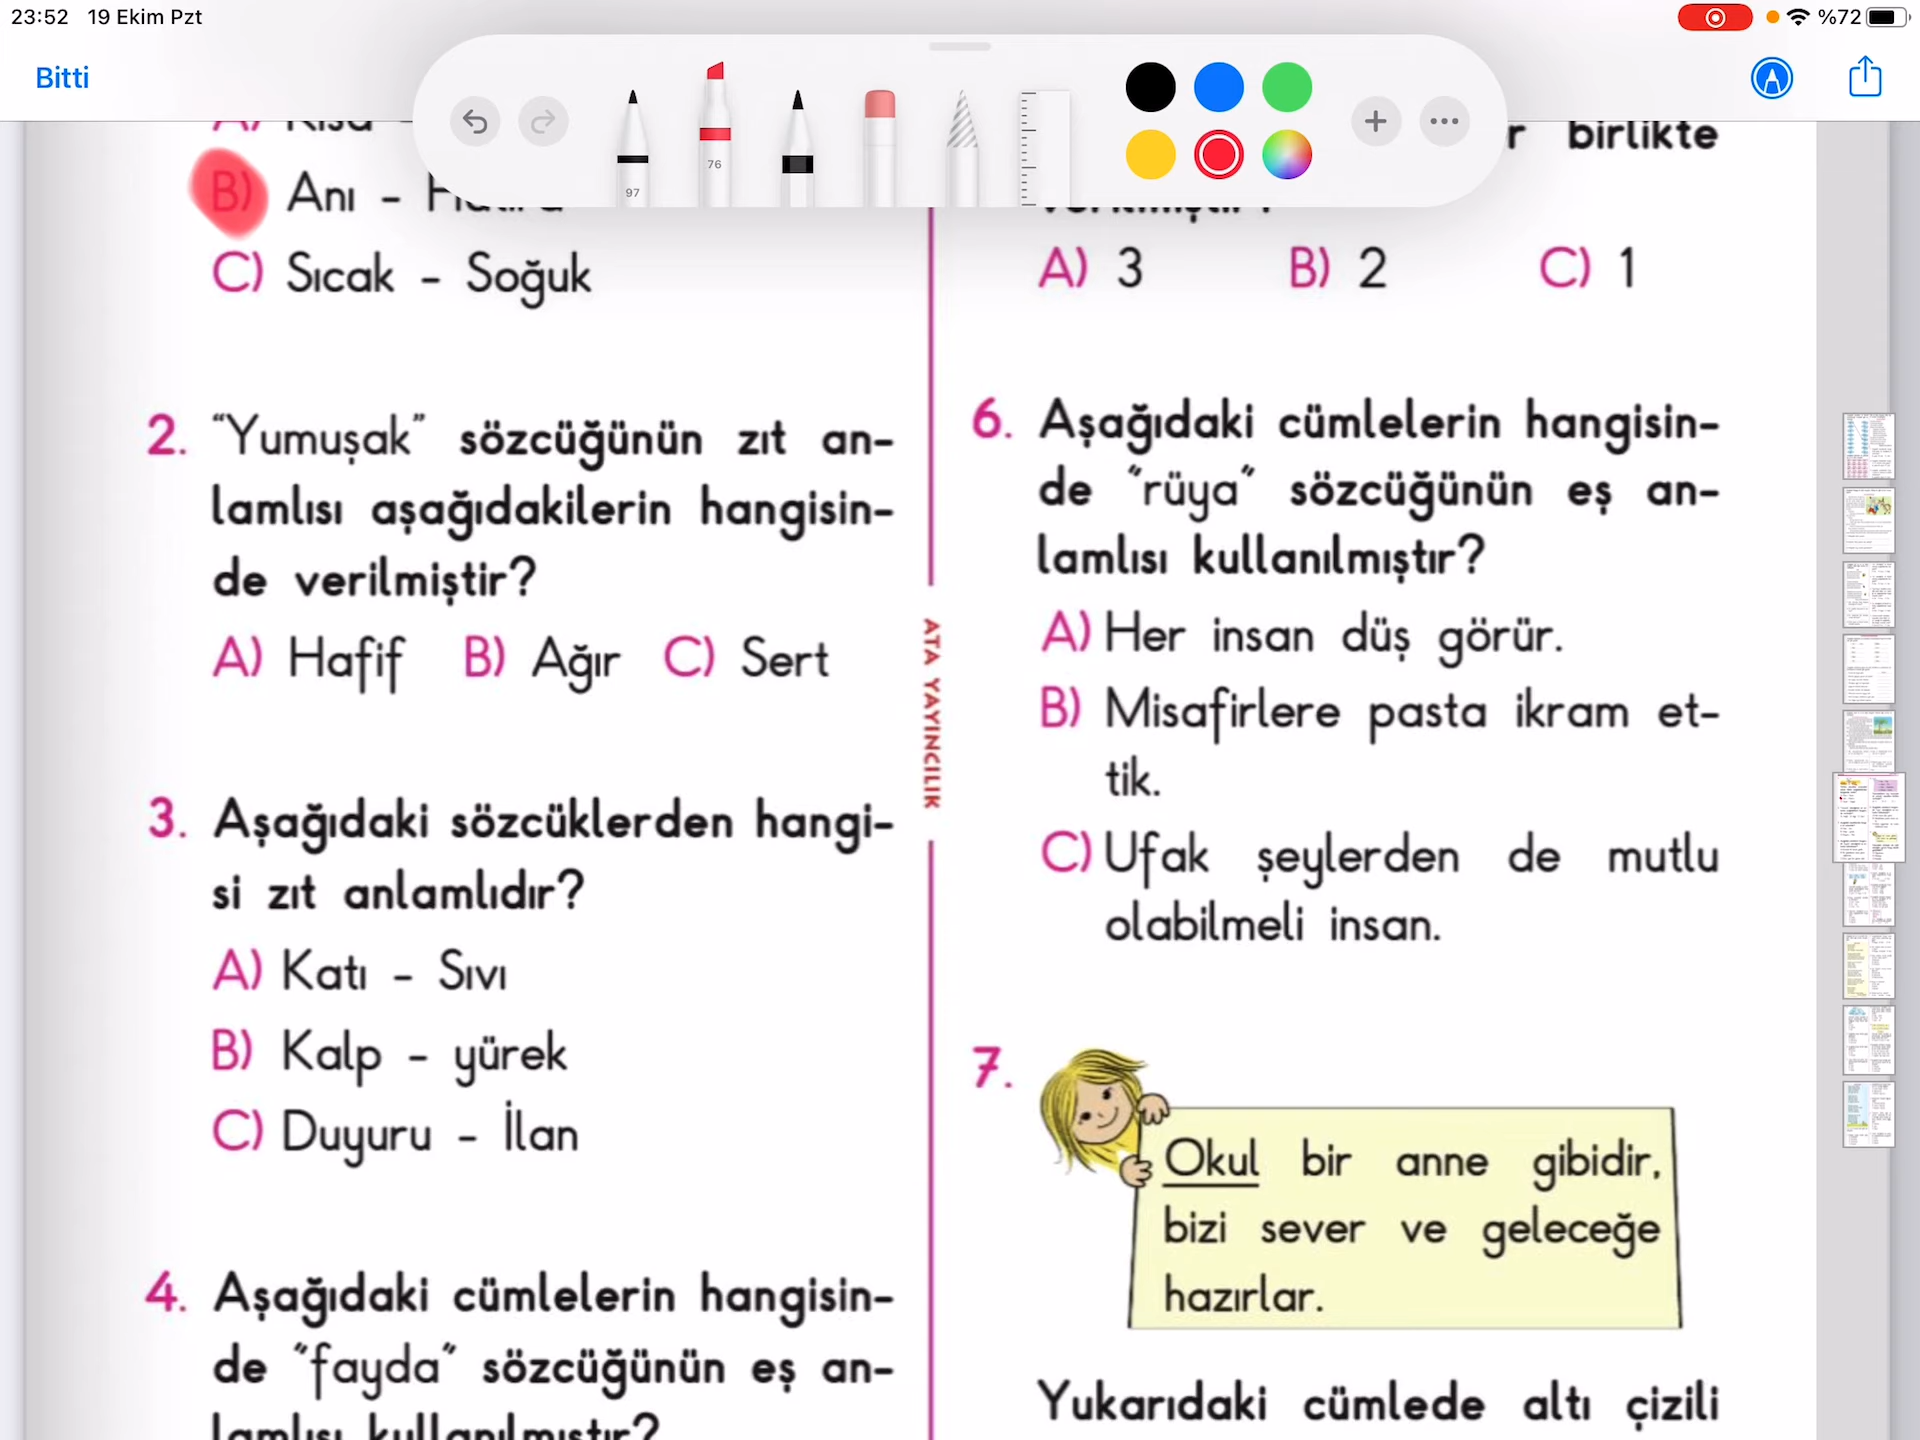 23:52 19 Ekim Pzt
%72
Bitti
97
76
B) Anı -
C) Sıcak - Soğuk
2. “Yumuşak” sözcüğünün zıt an-
lamlısı aşağıdakilerin hangisin-
de verilmiştir?
A) Hafif B) Ağır C) Sert
3. Aşağıdaki sözcüklerden hangi-
si zıt anlamlıdır?
A) Katı - Sıvı
B) Kalp - yürek
C) Duyuru - İlan
4. Aşağıdaki cümlelerin hangisin-
de “fayda” sözcüğünün eş an-
lamlısı kullanılmıştır?
ATA YAYINCILIK
r birlikte
A) 3 B) 2 C) 1
6. Aşağıdaki cümlelerin hangisin-
de “rüya” sözcüğünün eş an-
lamlısı kullanılmıştır?
A) Her insan düş görür.
B) Misafirlere pasta ikram et-
tik.
C) Ufak şeylerden de mutlu
olabilmeli insan.
7.
Okul bir anne gibidir,
bizi sever ve geleceğe
hazırlar.
Yukarıdaki cümlede altı çizili